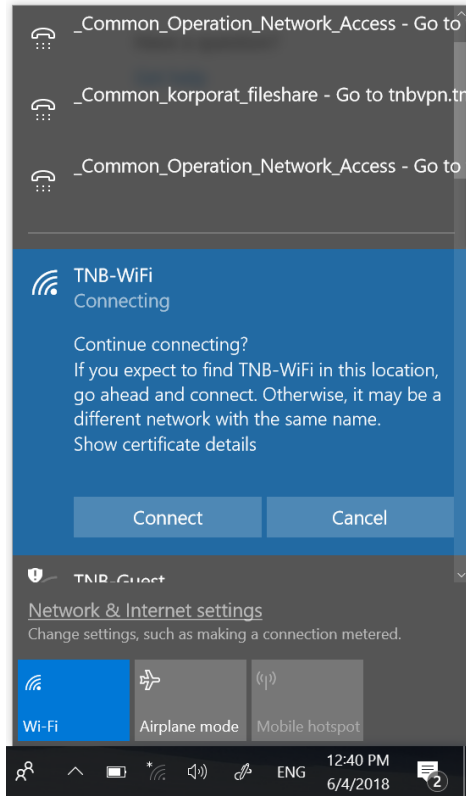 _Common_Operation_Network_Access - Go to
_Common_korporat_fileshare - Go to tnbvpn.tn
_Common_Operation_Network_Access - Go to
TNB-WiFi
Connecting
Continue connecting?
If you expect to find TNB-WiFi in this location,
go ahead and connect. Otherwise, it may be a
different network with the same name.
Show certificate details
Connect Cancel
TNB-Guest
Network & Internet settings
Change settings, such as making a connection metered.
Wi-Fi Airplane mode Mobile hotspot
ENG 12:40 PM
6/4/2018 2